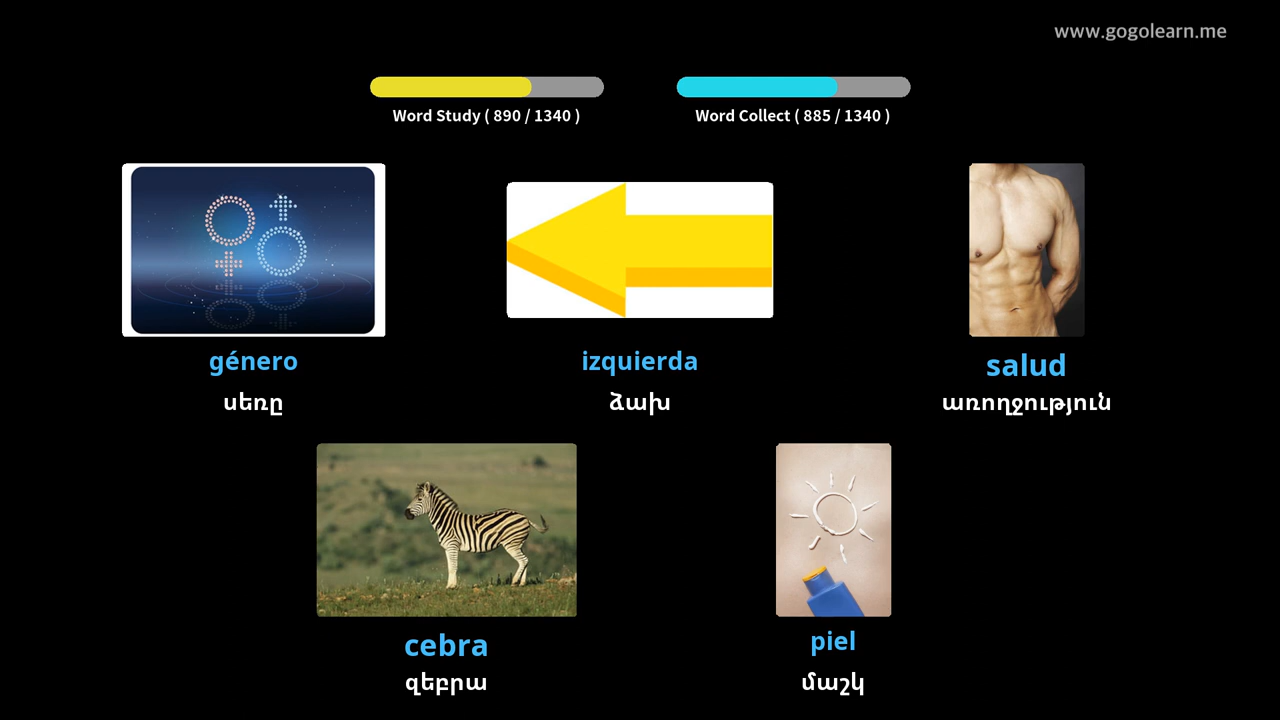 www.gogolearn.me
Word Study ( 890 / 1340 )
Word Collect ( 885 / 1340 )
género
սեռը
izquierda
ձախ
salud
առողջություն
cebra
զեբրա
piel
մաշկ